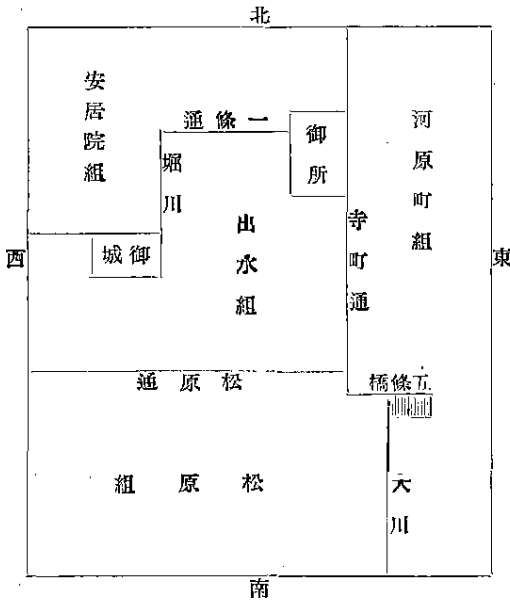 北
安居院組
一條通
御所
河原町組
堀川
出水組
寺町通
御城
西
東
松原通
五條橋
松原組
大川
南